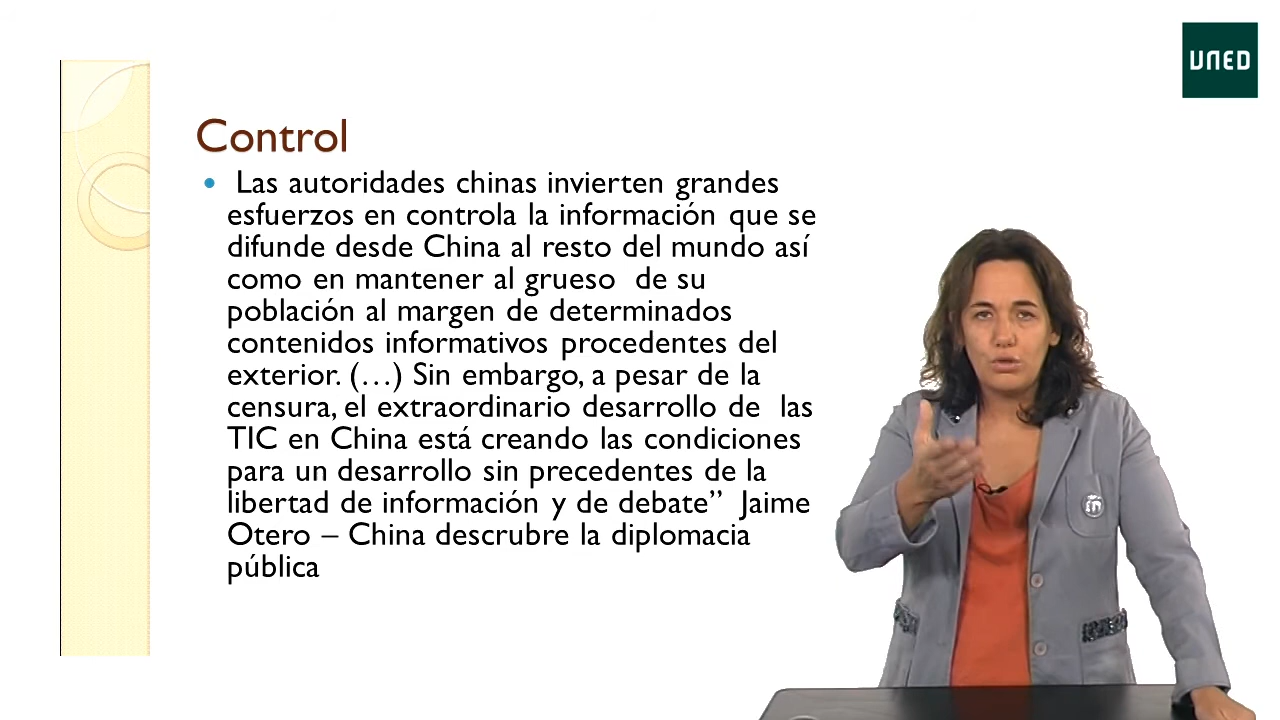 UNED
Control
Las autoridades chinas invierten grandes
esfuerzos en controla la información que se
difunde desde China al resto del mundo así
como en mantener al grueso de su
población al margen de determinados
contenidos informativos procedentes del
exterior. (…) Sin embargo, a pesar de la
censura, el extraordinario desarrollo de las
TIC en China está creando las condiciones
para un desarrollo sin precedentes de la
libertad de información y de debate” Jaime
Otero – China descrubre la diplomacia
pública